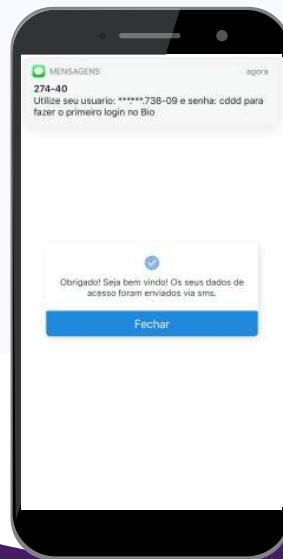 MENSAGENS agora
274-40
Utilize seu usuario: ******.738-09 e senha: cddd para
fazer o primeiro login no Bio
Obrigado! Seja bem vindo! Os seus dados de
acesso foram enviados via sms.
Fechar